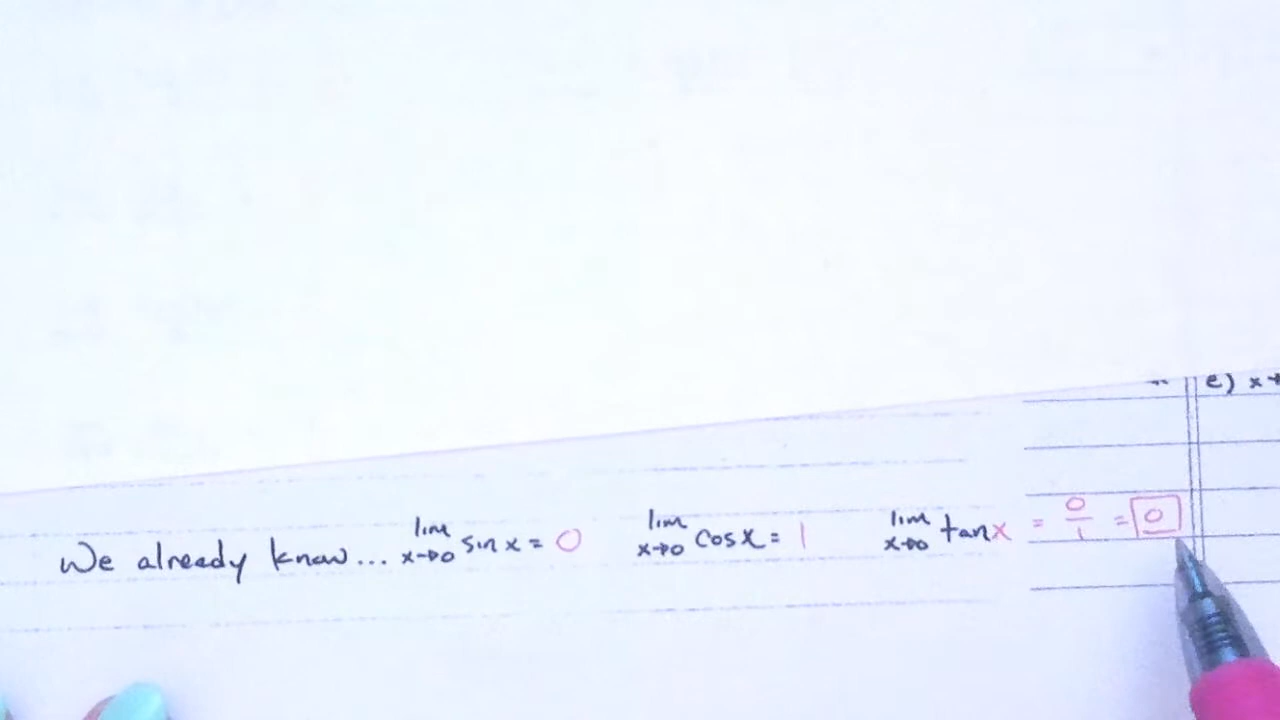 e) x→
We already know... lim x→0 sin x = 0 lim x→0 cos x = 1 lim x→0 tan x = 0/1 = 0